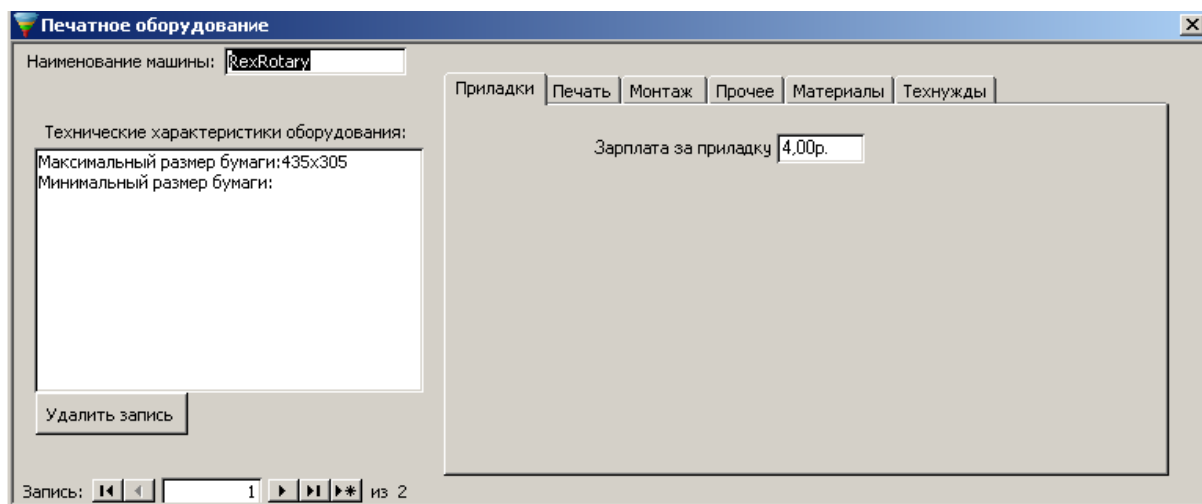 Печатное оборудование
Наименование машины: RexRotary
Технические характеристики оборудования:
Максимальный размер бумаги:435х305
Минимальный размер бумаги:
Удалить запись
Запись: 1 из 2
Приладки Печать Монтаж Прочее Материалы Технужды
Зарплата за приладку 4,00р.